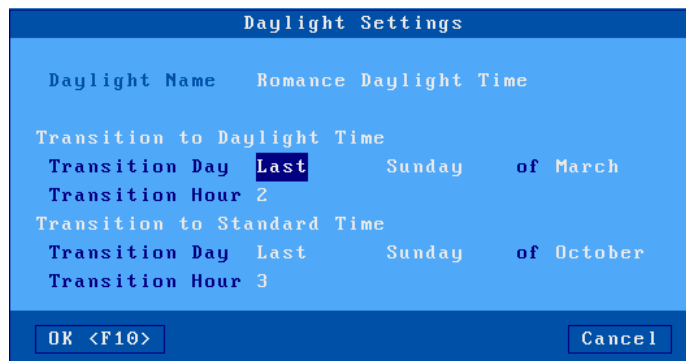 Daylight Settings
Daylight Name Romance Daylight Time
Transition to Daylight Time
Transition Day Last Sunday of March
Transition Hour 2
Transition to Standard Time
Transition Day Last Sunday of October
Transition Hour 3
OK <F10> Cancel